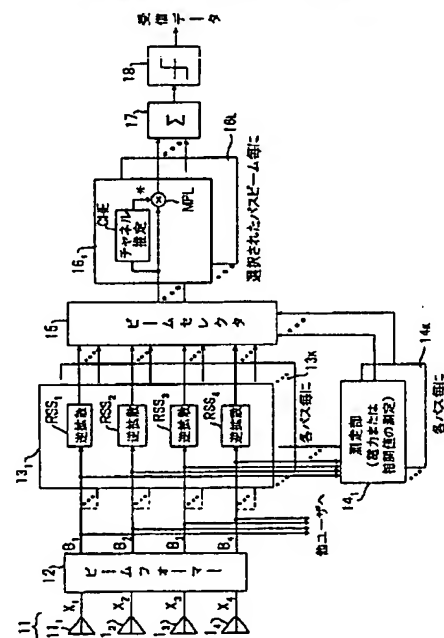 11
11₁
1₂
1₃
1₄
X₁
X₂
X₃
X₄
12
ビームフォーマー
B₁
B₂
B₃
B₄
他ユーザへ
13₁
RSS₁
逆拡散
RSS₂
逆拡散
RSS₃
逆拡散
RSS₄
逆拡散
13K
各パス毎に
14₁
測定部
(電力または
相関値の測定)
14K
各パス毎に
15
ビームセレクタ
16₁
CHE
チャネル
推定
*
×
MPL
16L
選択されたパスビーム毎に
17
Σ
18
受信データ